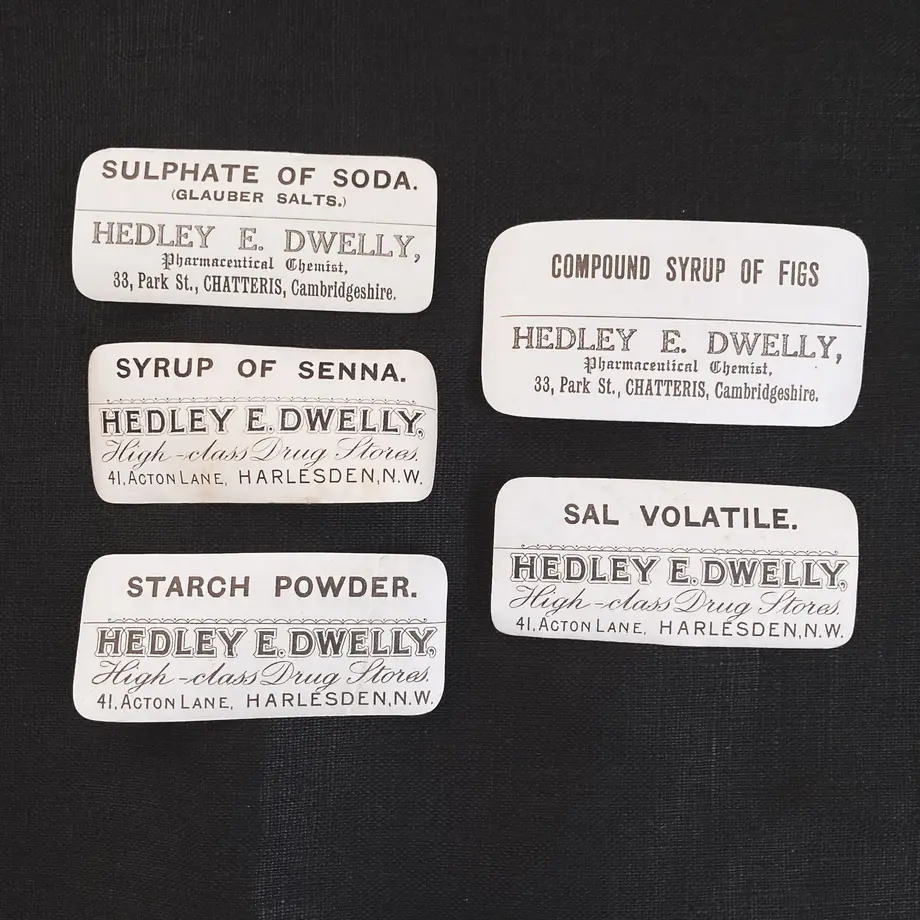 SULPHATE OF SODA.
(GLAUBER SALTS.)
HEDLEY E. DWELLY,
Pharmaceutical Chemist,
33, Park St., CHATTERIS, Cambridgeshire.
SYRUP OF SENNA.
HEDLEY E. DWELLY,
High-class Drug Stores.
41, ACTON LANE, HARLESDEN, N.W.
STARCH POWDER.
HEDLEY E. DWELLY,
High-class Drug Stores.
41, ACTON LANE, HARLESDEN, N.W.
COMPOUND SYRUP OF FIGS
HEDLEY E. DWELLY,
Pharmaceutical Chemist,
33, Park St., CHATTERIS, Cambridgeshire.
SAL VOLATILE.
HEDLEY E. DWELLY,
High-class Drug Stores.
41, ACTON LANE, HARLESDEN, N.W.